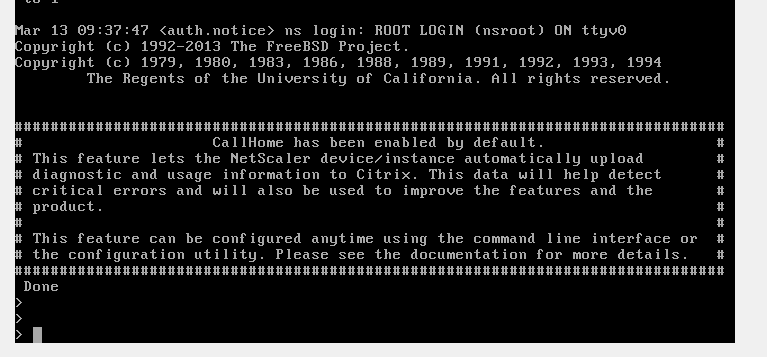 Mar 13 09:37:47 <auth.notice> ns login: ROOT LOGIN (nsroot) ON ttyv0
Copyright (c) 1992-2013 The FreeBSD Project.
Copyright (c) 1979, 1980, 1983, 1986, 1988, 1989, 1991, 1992, 1993, 1994
        The Regents of the University of California. All rights reserved.
###############################################################################
#                     CallHome has been enabled by default.                   #
# This feature lets the NetScaler device/instance automatically upload        #
# diagnostic and usage information to Citrix. This data will help detect      #
# critical errors and will also be used to improve the features and the       #
# product.                                                                    #
#                                                                             #
# This feature can be configured anytime using the command line interface or  #
# the configuration utility. Please see the documentation for more details.   #
###############################################################################
 Done
>
>
>